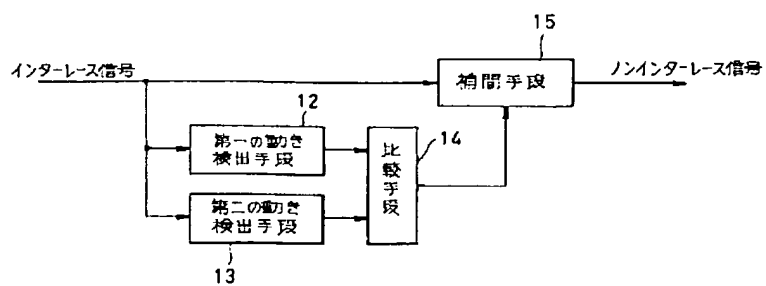 15
インターレース信号
補間手段
ノンインターレース信号
12
第一の動き
検出手段
比較手段
14
第二の動き
検出手段
13